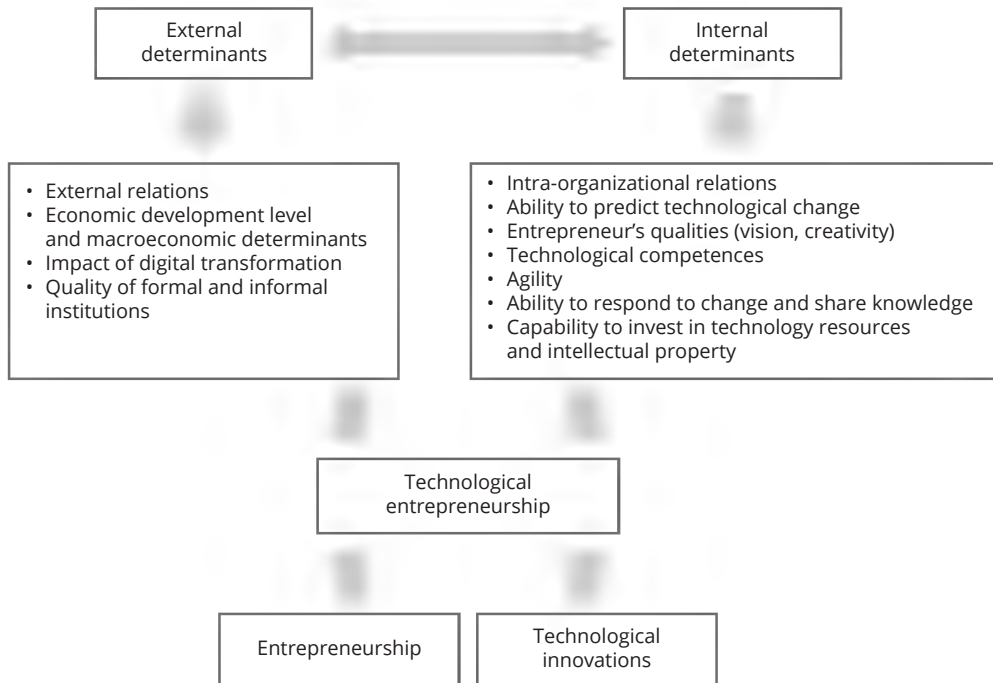 External
determinants
Internal
determinants
• External relations
• Economic development level
and macroeconomic determinants
• Impact of digital transformation
• Quality of formal and informal
institutions
• Intra-organizational relations
• Ability to predict technological change
• Entrepreneur’s qualities (vision, creativity)
• Technological competences
• Agility
• Ability to respond to change and share knowledge
• Capability to invest in technology resources
and intellectual property
Technological
entrepreneurship
Entrepreneurship
Technological
innovations